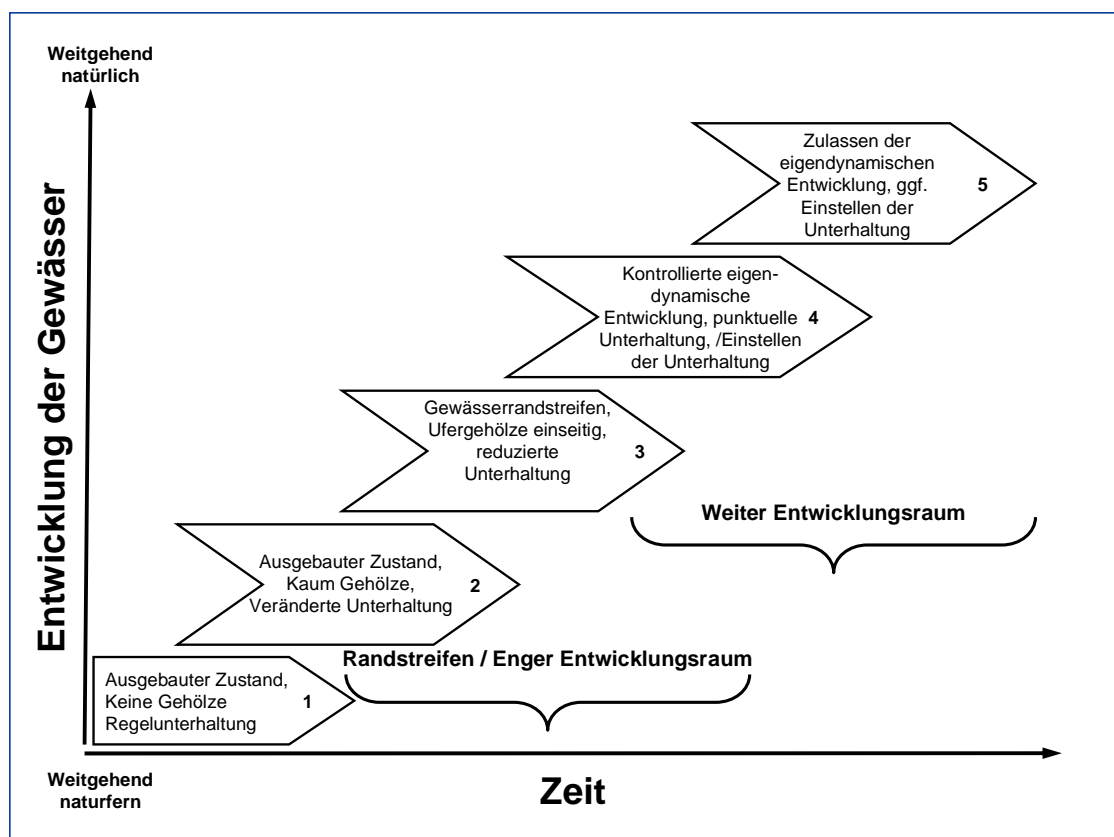 Weitgehend
natürlich
Entwicklung der Gewässer
Zulassen der
eigendynamischen
Entwicklung, ggf. 5
Einstellen der
Unterhaltung
Kontrollierte eigen-
dynamische
Entwicklung, punktuelle 4
Unterhaltung, /Einstellen
der Unterhaltung
Gewässerrandstreifen,
Ufergehölze einseitig,
reduzierte 3
Unterhaltung
Weiter Entwicklungsraum
Ausgebauter Zustand,
Kaum Gehölze, 2
Veränderte Unterhaltung
Randstreifen / Enger Entwicklungsraum
Ausgebauter Zustand,
Keine Gehölze 1
Regelunterhaltung
Weitgehend
naturfern
Zeit